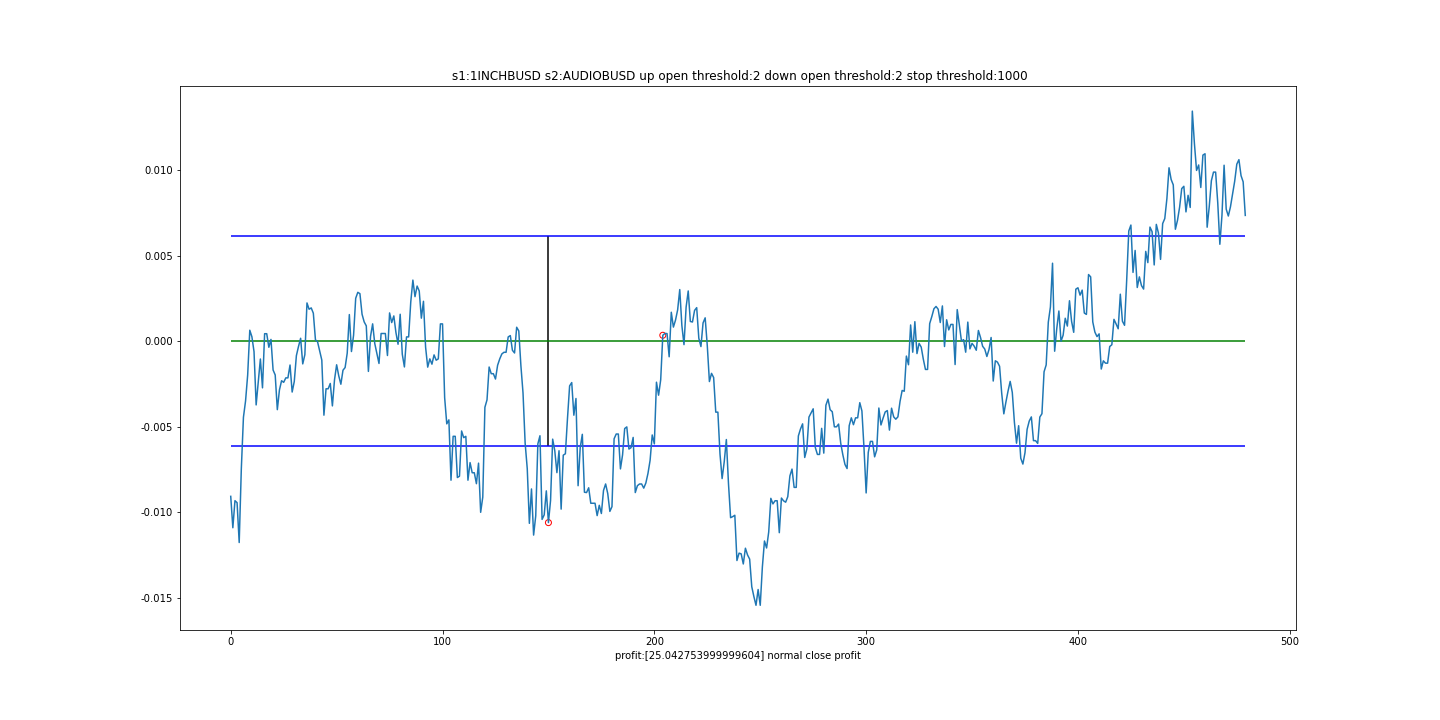 s1:1INCHBUSD s2:AUDIOBUSD up open threshold:2 down open threshold:2 stop threshold:1000
0.010
0.005
0.000
-0.005
-0.010
-0.015
0 100 200 300 400 500
profit:[25.042753999999604] normal close profit